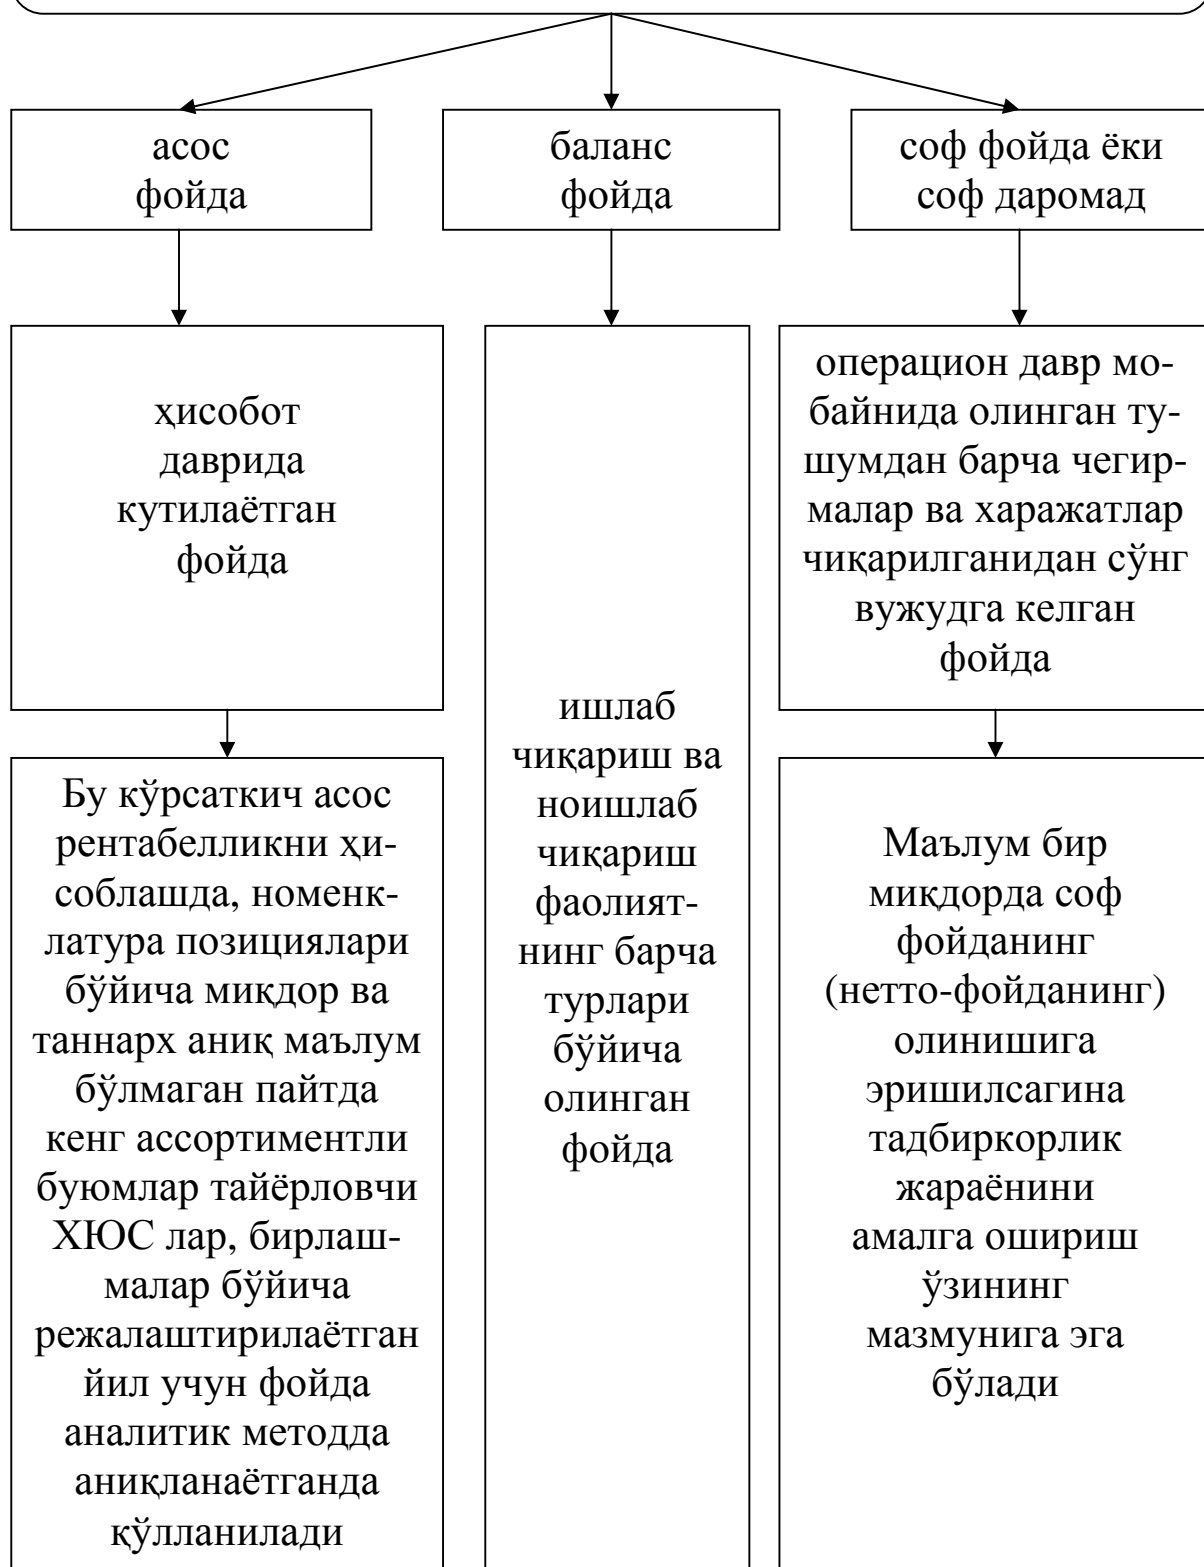 асос
фойда
баланс
фойда
соф фойда ёки
соф даромад
ҳисобот
даврида
кутилаётган
фойда
операцион давр мо-
байнида олинган ту-
шумдан барча чегир-
малар ва харажатлар
чиқарилганидан сўнг
вужудга келган
фойда
ишлаб
чиқариш ва
ноишлаб
чиқариш
фаолият-
нинг барча
турлари
бўйича
олинган
фойда
Бу кўрсаткич асос
рентабелликни ҳи-
соблашда, номенк-
латура позициялари
бўйича миқдор ва
таннарх аниқ маълум
бўлмаган пайтда
кенг ассортиментли
буюмлар тайёрловчи
ХЮС лар, бирлаш-
малар бўйича
режалаштирилаётган
йил учун фойда
аналитик методда
аниқланаётганда
қўлланилади
Маълум бир
миқдорда соф
фойданинг
(нетто-фойданинг)
олинишига
эришилсагина
тадбиркорлик
жараёнини
амалга ошириш
ўзининг
мазмунига эга
бўлади